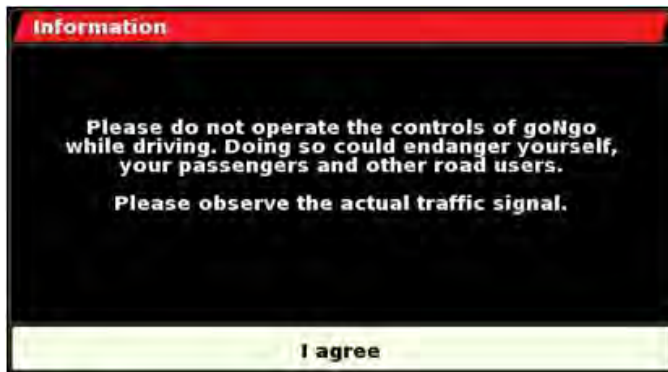 Information
Please do not operate the controls of goNgo
while driving. Doing so could endanger yourself,
your passengers and other road users.
Please observe the actual traffic signal.
I agree